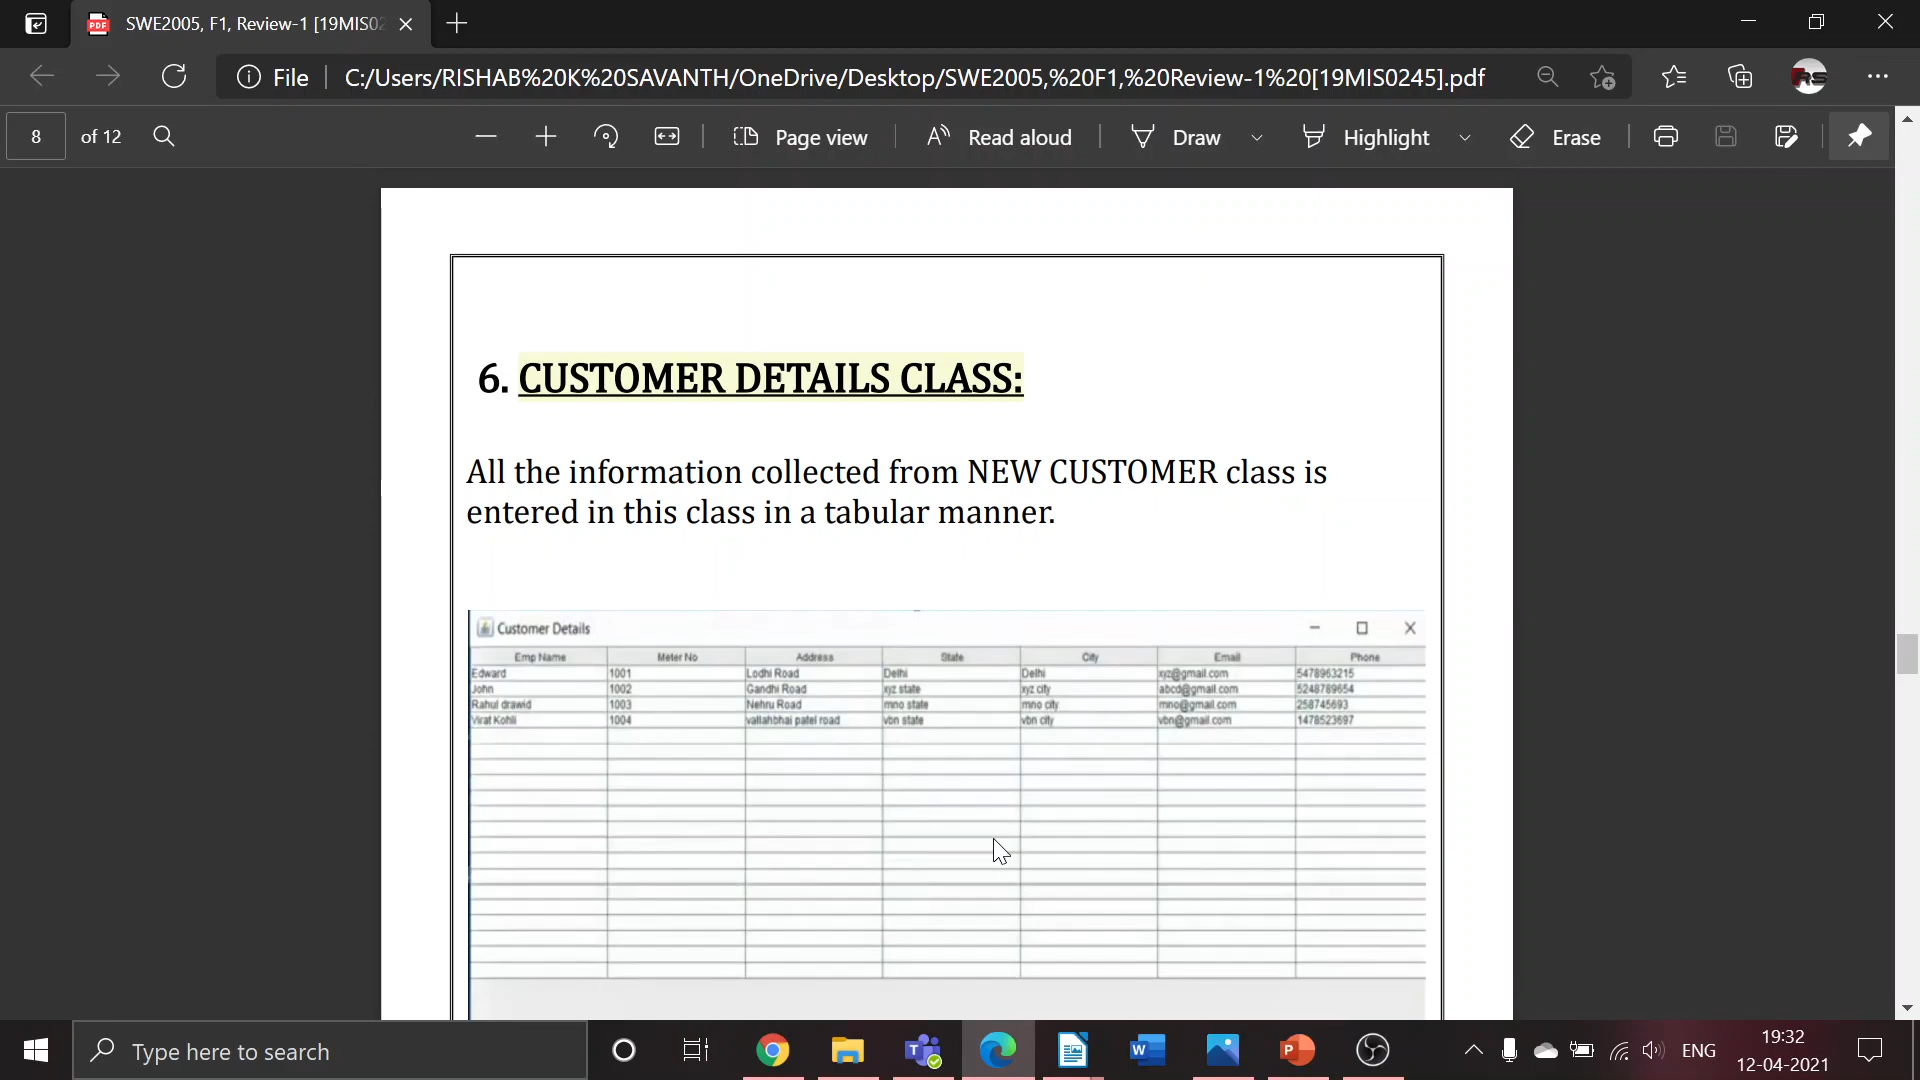 SWE2005, F1, Review-1 [19MIS02
File
C:/Users/RISHAB%20K%20SAVANTH/OneDrive/Desktop/SWE2005,%20F1,%20Review-1%20[19MIS0245].pdf
8 of 12
Page view
Read aloud
Draw
Highlight
Erase
6. CUSTOMER DETAILS CLASS:
All the information collected from NEW CUSTOMER class is
entered in this class in a tabular manner.
Customer Details
Emp Name Meter No Address State City Email Phone
Edward 1001 Lodhi Road Delhi Delhi xyz@gmail.com 5478963215
John 1002 Gandhi Road xyz state xyz city abcd@gmail.com 5248789654
Rahul drawid 1003 Nehru Road mno state mno city mno@gmail.com 258745693
Virat Kohli 1004 vallahbhai patel road vbn state vbn city vbn@gmail.com 1478523697
Type here to search
ENG
19:32
12-04-2021